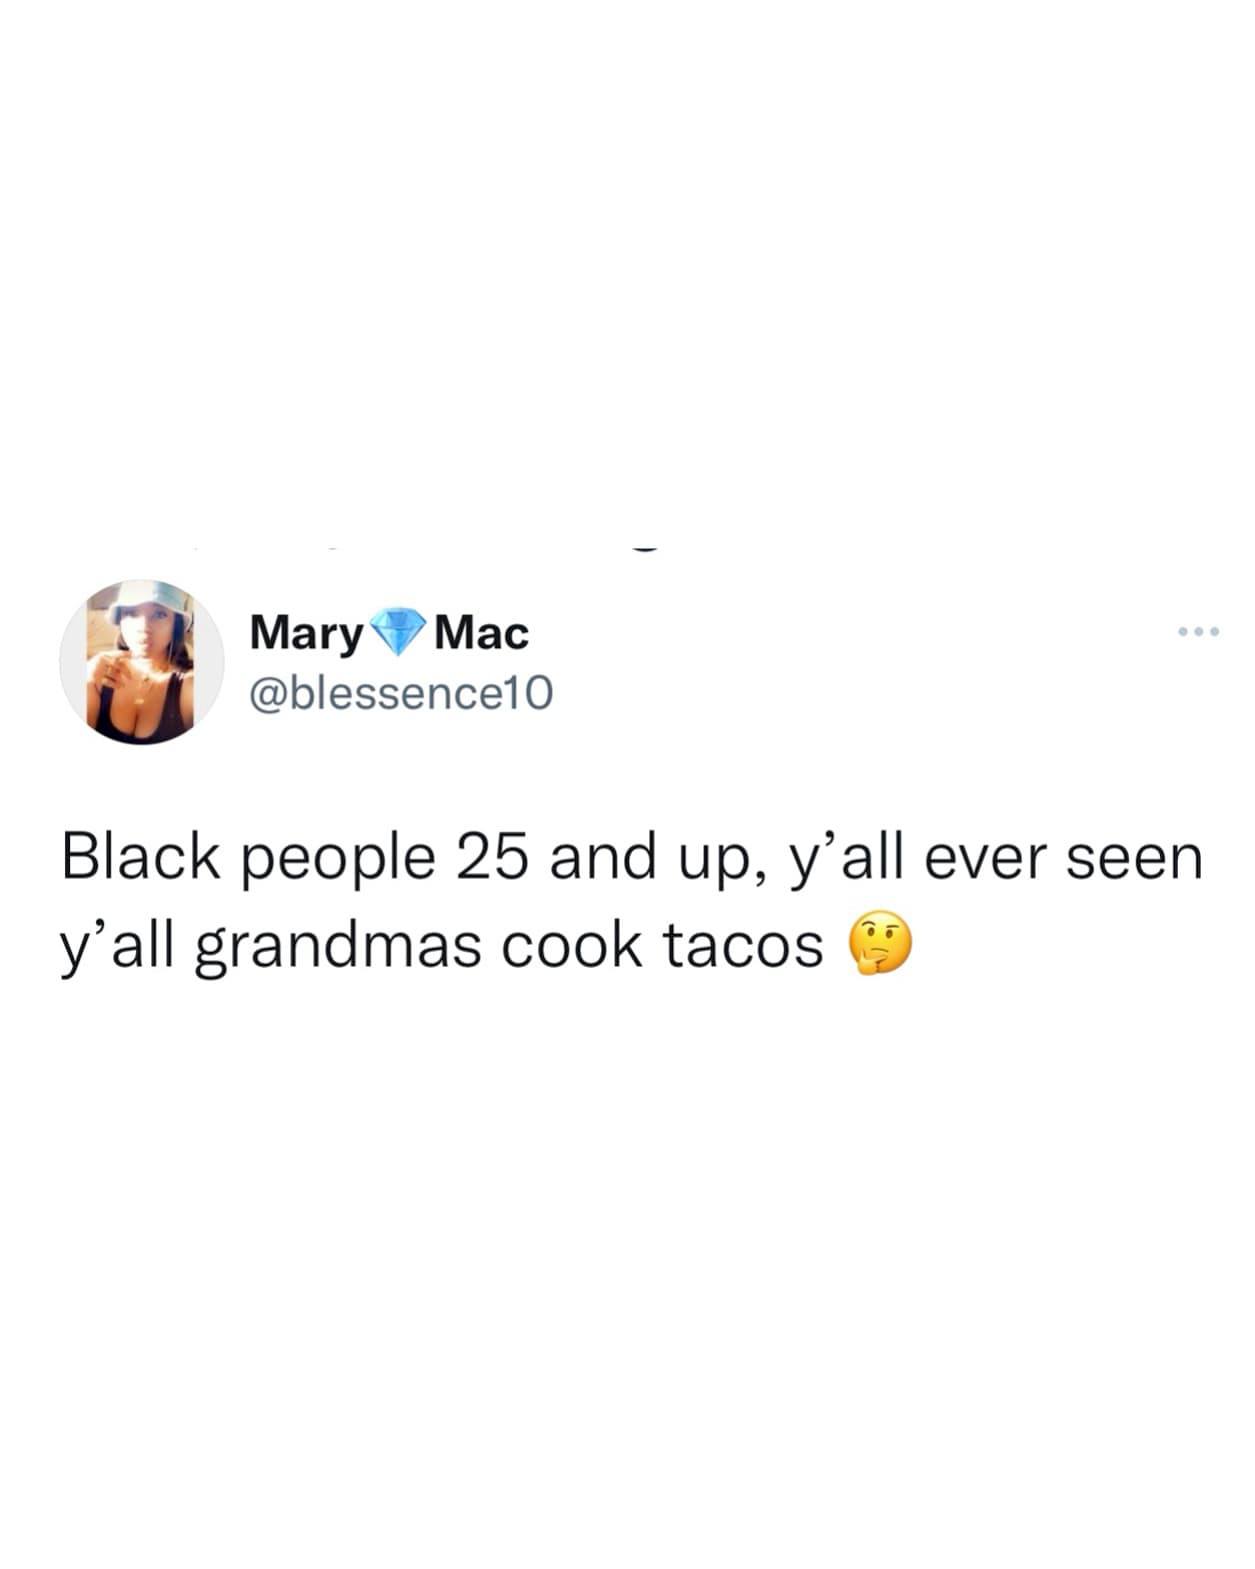 Mary💎Mac
@blessence10
Black people 25 and up, y’all ever seen
y’all grandmas cook tacos 🤔